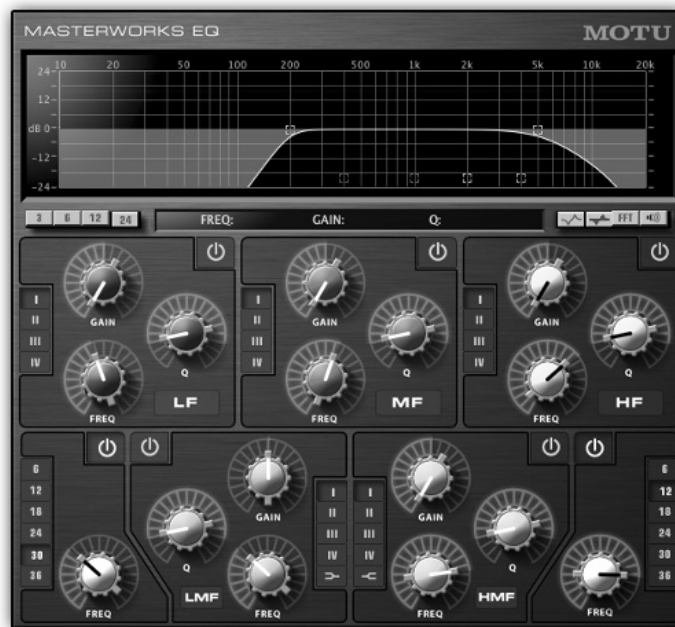 MASTERWORKS EQ MOTU
10 20 50 100 200 500 1k 2k 5k 10k 20k
24
12
dB 0
-12
-24
3 6 12 24 FREQ: GAIN: Q: FFT
I I I
II II II
GAIN GAIN GAIN
III III III
IV IV IV
Q Q Q
FREQ LF FREQ MF FREQ HF
6 6
12 I I 12
GAIN GAIN
18 II II 18
24 III III 24
30 IV IV 30
Q Q
36 36
FREQ LMF FREQ FREQ HMF FREQ